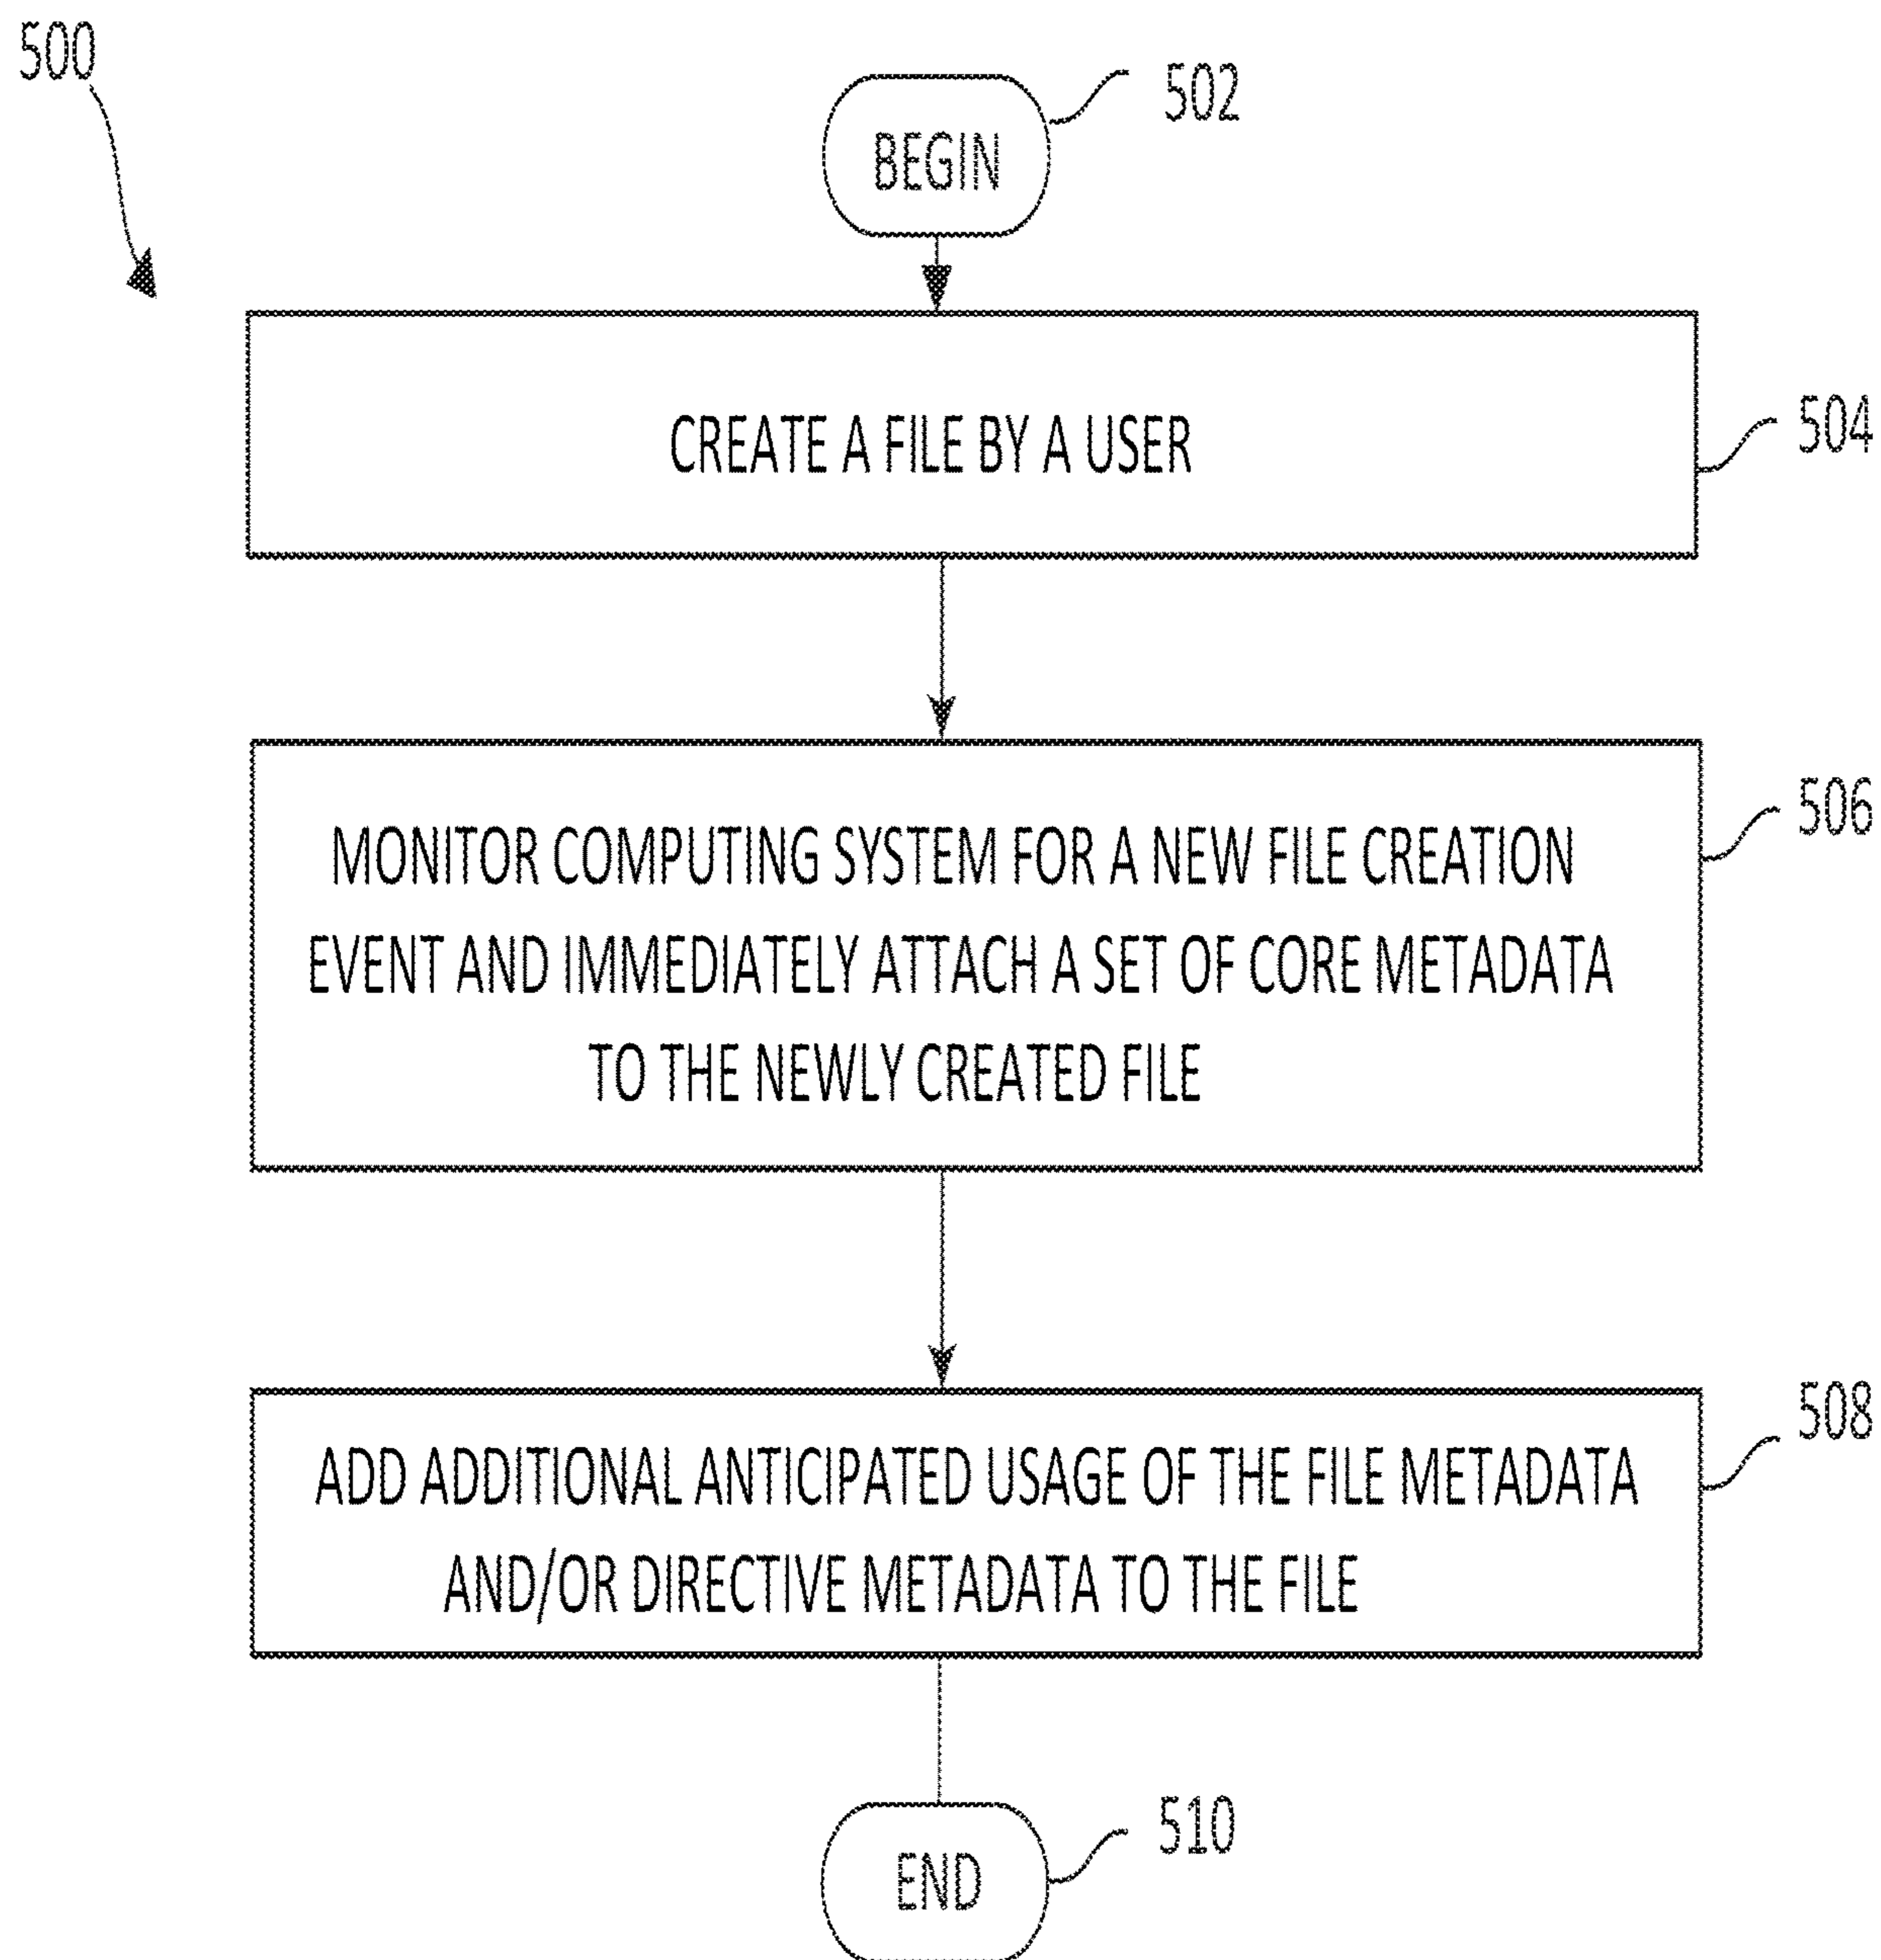 500
502
BEGIN
CREATE A FILE BY A USER
504
MONITOR COMPUTING SYSTEM FOR A NEW FILE CREATION
EVENT AND IMMEDIATELY ATTACH A SET OF CORE METADATA
TO THE NEWLY CREATED FILE
506
ADD ADDITIONAL ANTICIPATED USAGE OF THE FILE METADATA
AND/OR DIRECTIVE METADATA TO THE FILE
508
END
510